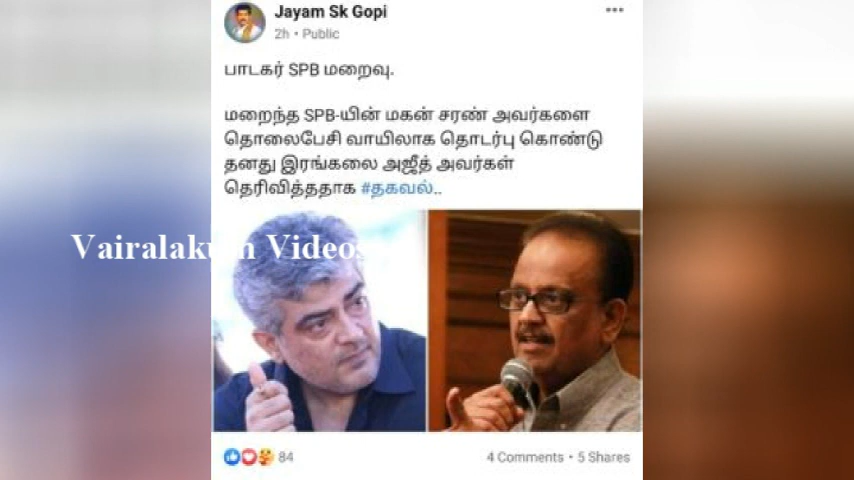 Jayam Sk Gopi
2h • Public
பாடகர் SPB மறைவு.
மறைந்த SPB-யின் மகன் சரண் அவர்களை
தொலைபேசி வாயிலாக தொடர்பு கொண்டு
தனது இரங்கலை அஜீத் அவர்கள்
தெரிவித்ததாக #தகவல்..
Vairalakum Videos
84
4 Comments • 5 Shares